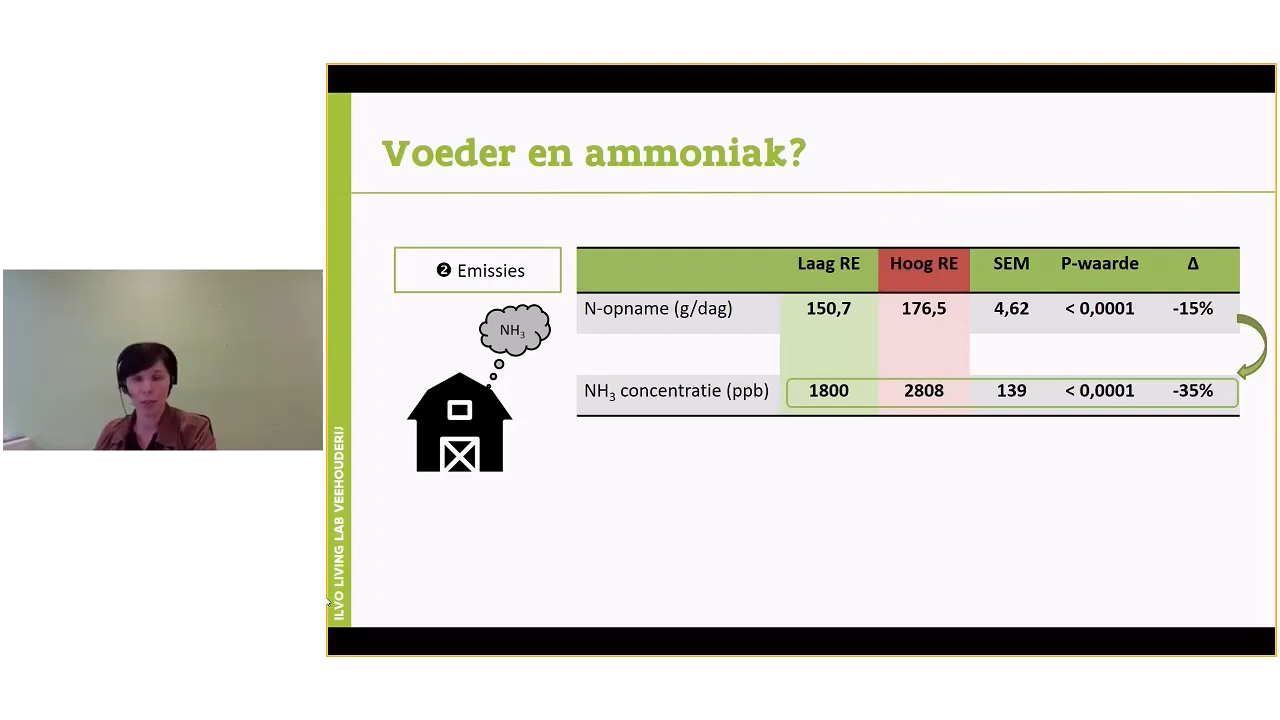 Voeder en ammoniak?
❷ Emissies
NH₃
Laag RE Hoog RE SEM P-waarde Δ
N-opname (g/dag) 150,7 176,5 4,62 < 0,0001 -15%
NH₃ concentratie (ppb) 1800 2808 139 < 0,0001 -35%
ILVO LIVING LAB VEEHOUDERIJ